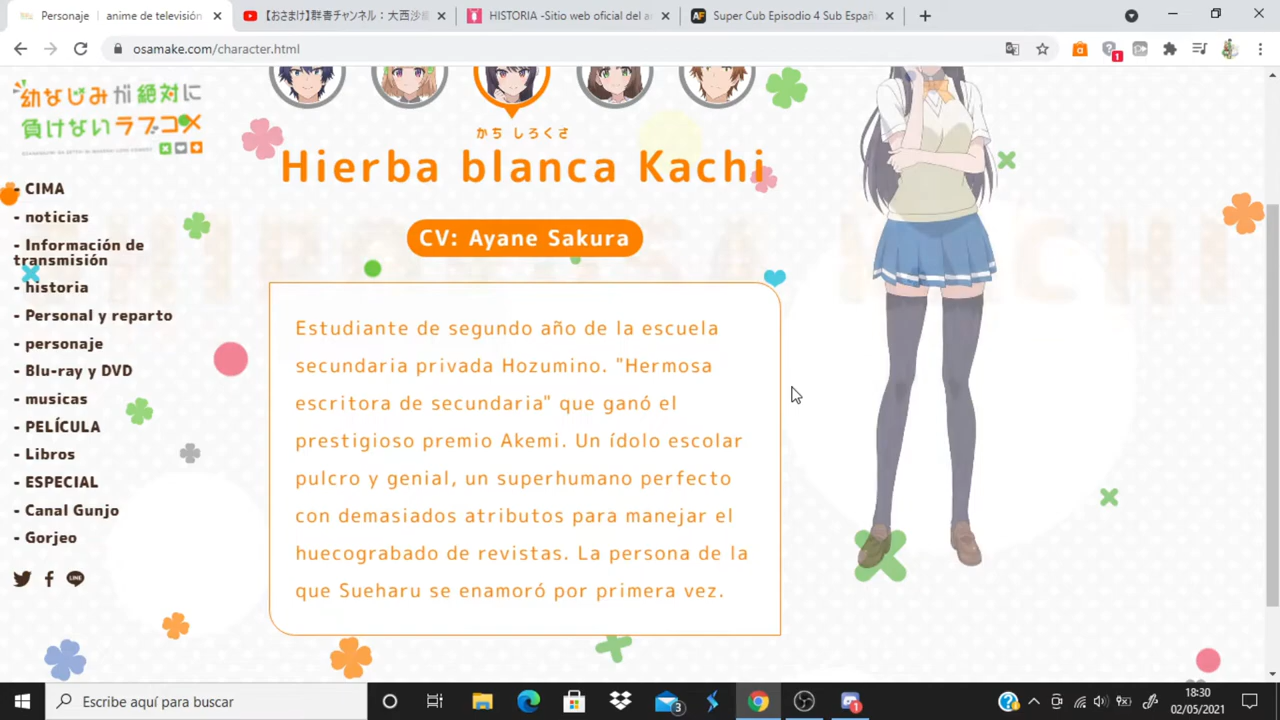 Personaje | anime de televisión
【おさまけ】群青チャンネル：大西沙織
HISTORIA -Sitio web oficial del an
Super Cub Episodio 4 Sub Españo
osamake.com/character.html
幼なじみが絶対に
負けないラブコメ
- CIMA
- noticias
- Información de
transmisión
- historia
- Personal y reparto
- personaje
- Blu-ray y DVD
- musicas
- PELÍCULA
- Libros
- ESPECIAL
- Canal Gunjo
- Gorjeo
かち しろくさ
Hierba blanca Kachi
CV: Ayane Sakura
Estudiante de segundo año de la escuela
secundaria privada Hozumino. "Hermosa
escritora de secundaria" que ganó el
prestigioso premio Akemi. Un ídolo escolar
pulcro y genial, un superhumano perfecto
con demasiados atributos para manejar el
huecograbado de revistas. La persona de la
que Sueharu se enamoró por primera vez.
Escribe aquí para buscar
18:30
02/05/2021